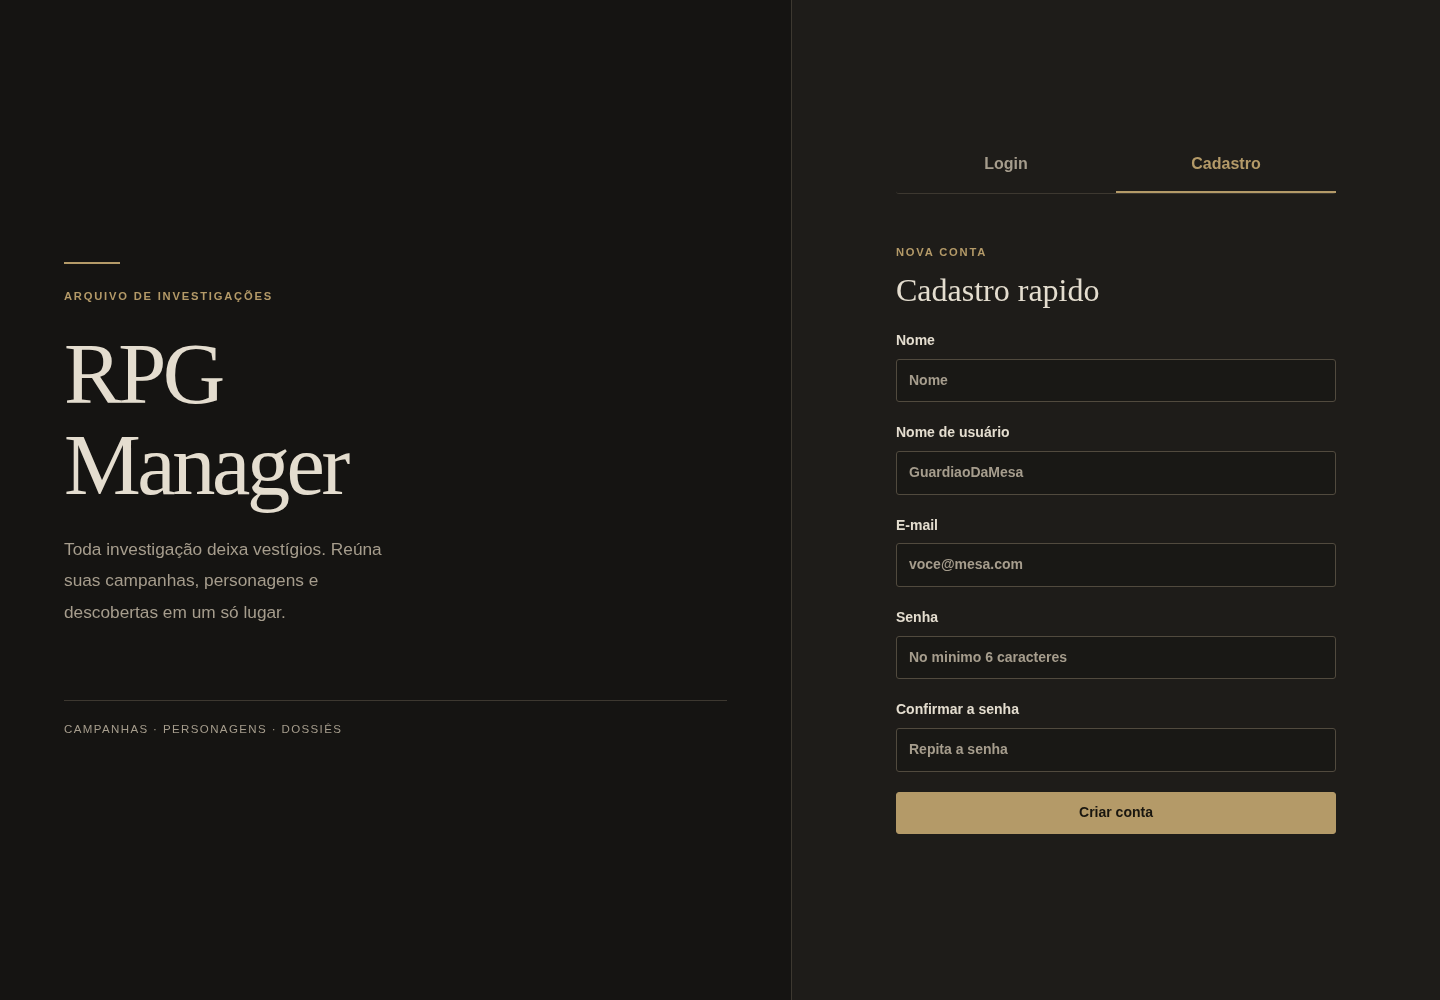 ARQUIVO DE INVESTIGAÇÕES
RPG
Manager
Toda investigação deixa vestígios. Reúna
suas campanhas, personagens e
descobertas em um só lugar.
CAMPANHAS · PERSONAGENS · DOSSIÊS
Login
Cadastro
NOVA CONTA
Cadastro rapido
Nome
Nome
Nome de usuário
GuardiaoDaMesa
E-mail
voce@mesa.com
Senha
No minimo 6 caracteres
Confirmar a senha
Repita a senha
Criar conta